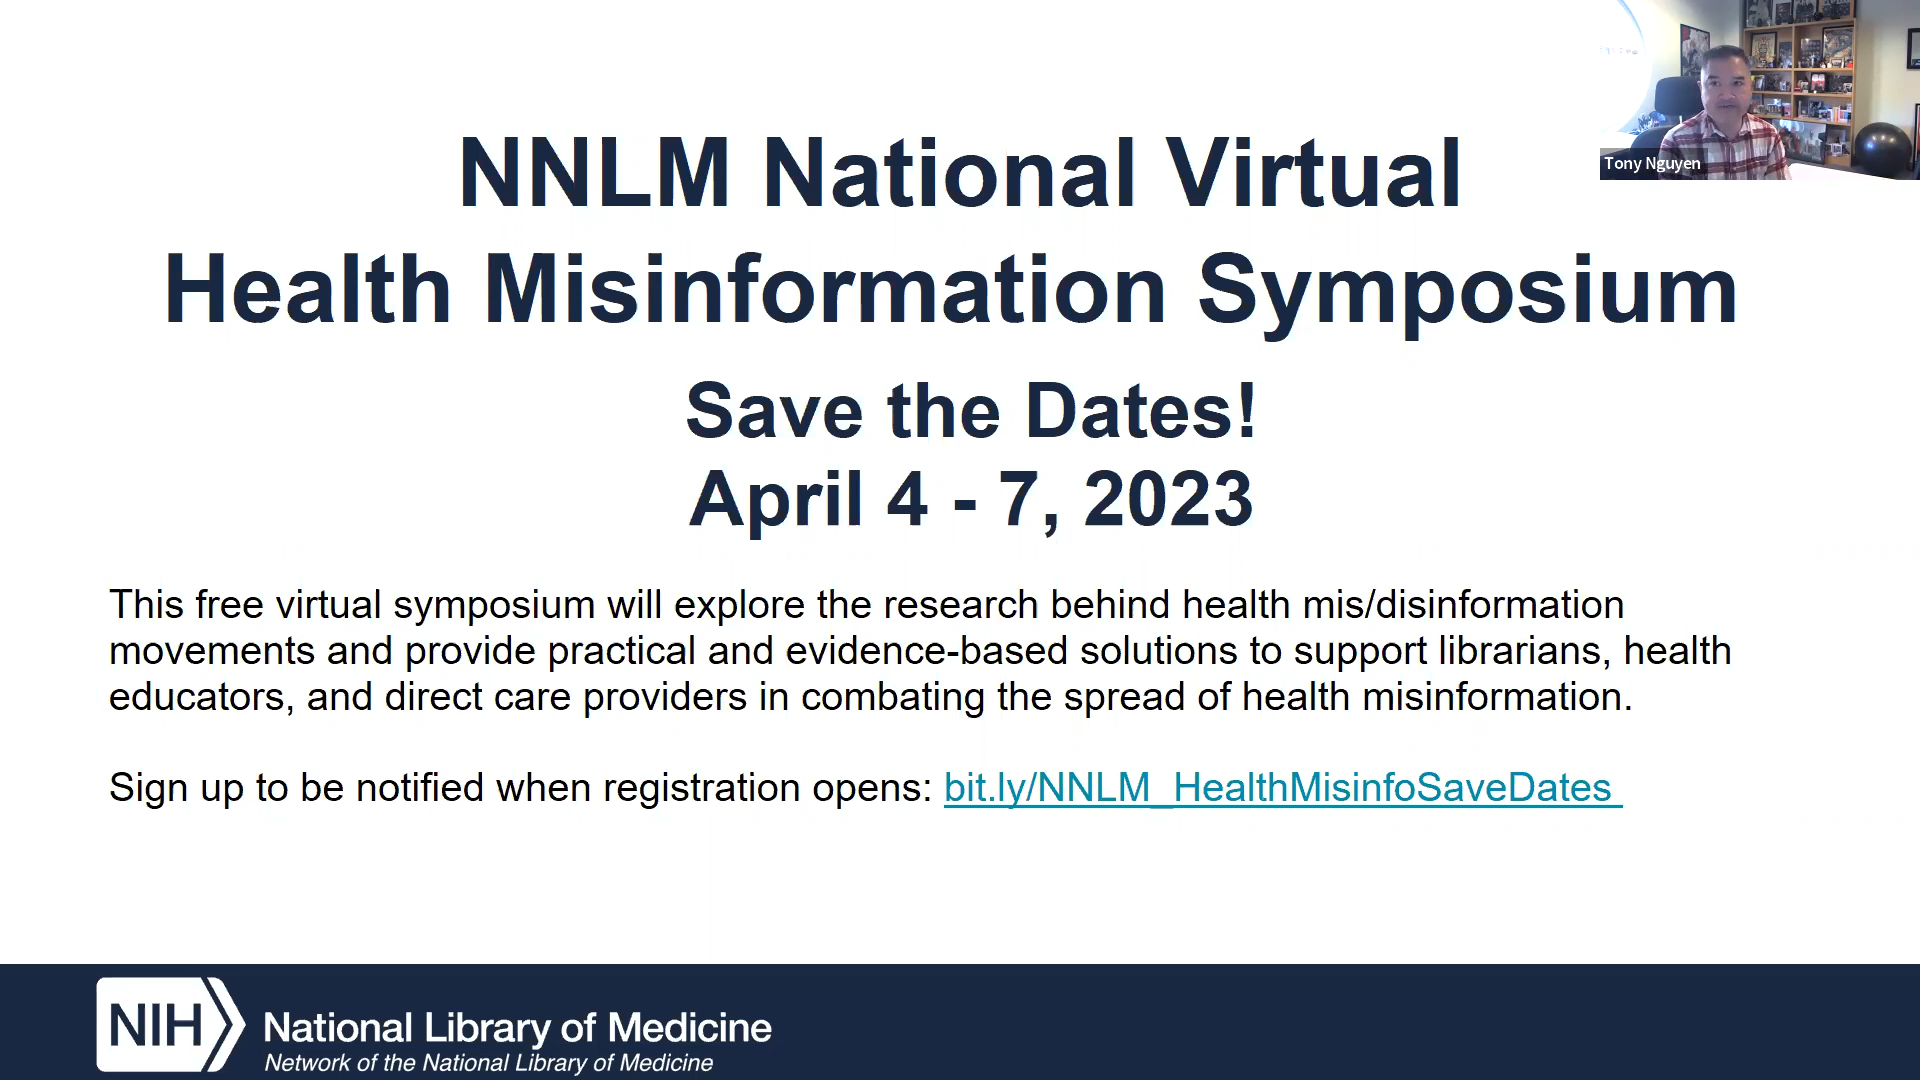 NNLM National Virtual
Health Misinformation Symposium
Save the Dates!
April 4 - 7, 2023
This free virtual symposium will explore the research behind health mis/disinformation
movements and provide practical and evidence-based solutions to support librarians, health
educators, and direct care providers in combating the spread of health misinformation.
Sign up to be notified when registration opens: bit.ly/NNLM_HealthMisinfoSaveDates
Tony Nguyen
NIH
National Library of Medicine
Network of the National Library of Medicine